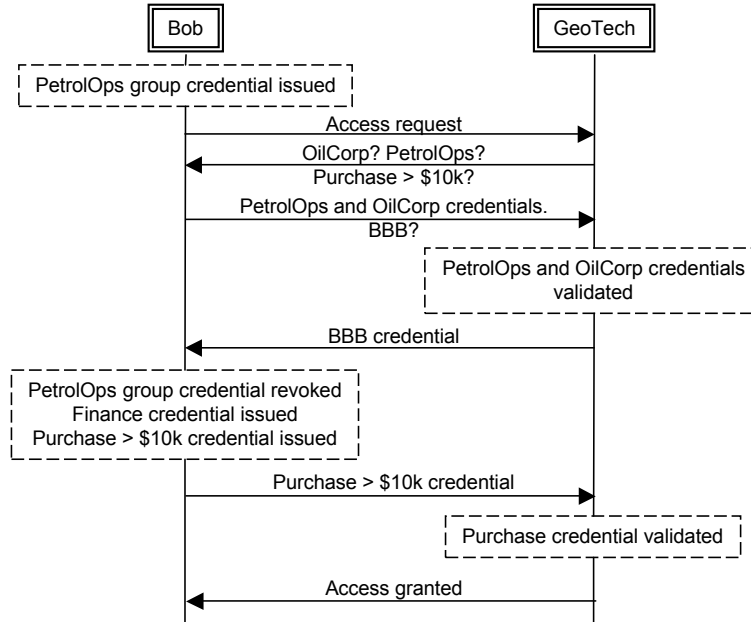 Bob
GeoTech
PetrolOps group credential issued
Access request
OilCorp? PetrolOps?
Purchase > $10k?
PetrolOps and OilCorp credentials.
BBB?
PetrolOps and OilCorp credentials
validated
BBB credential
PetrolOps group credential revoked
Finance credential issued
Purchase > $10k credential issued
Purchase > $10k credential
Purchase credential validated
Access granted